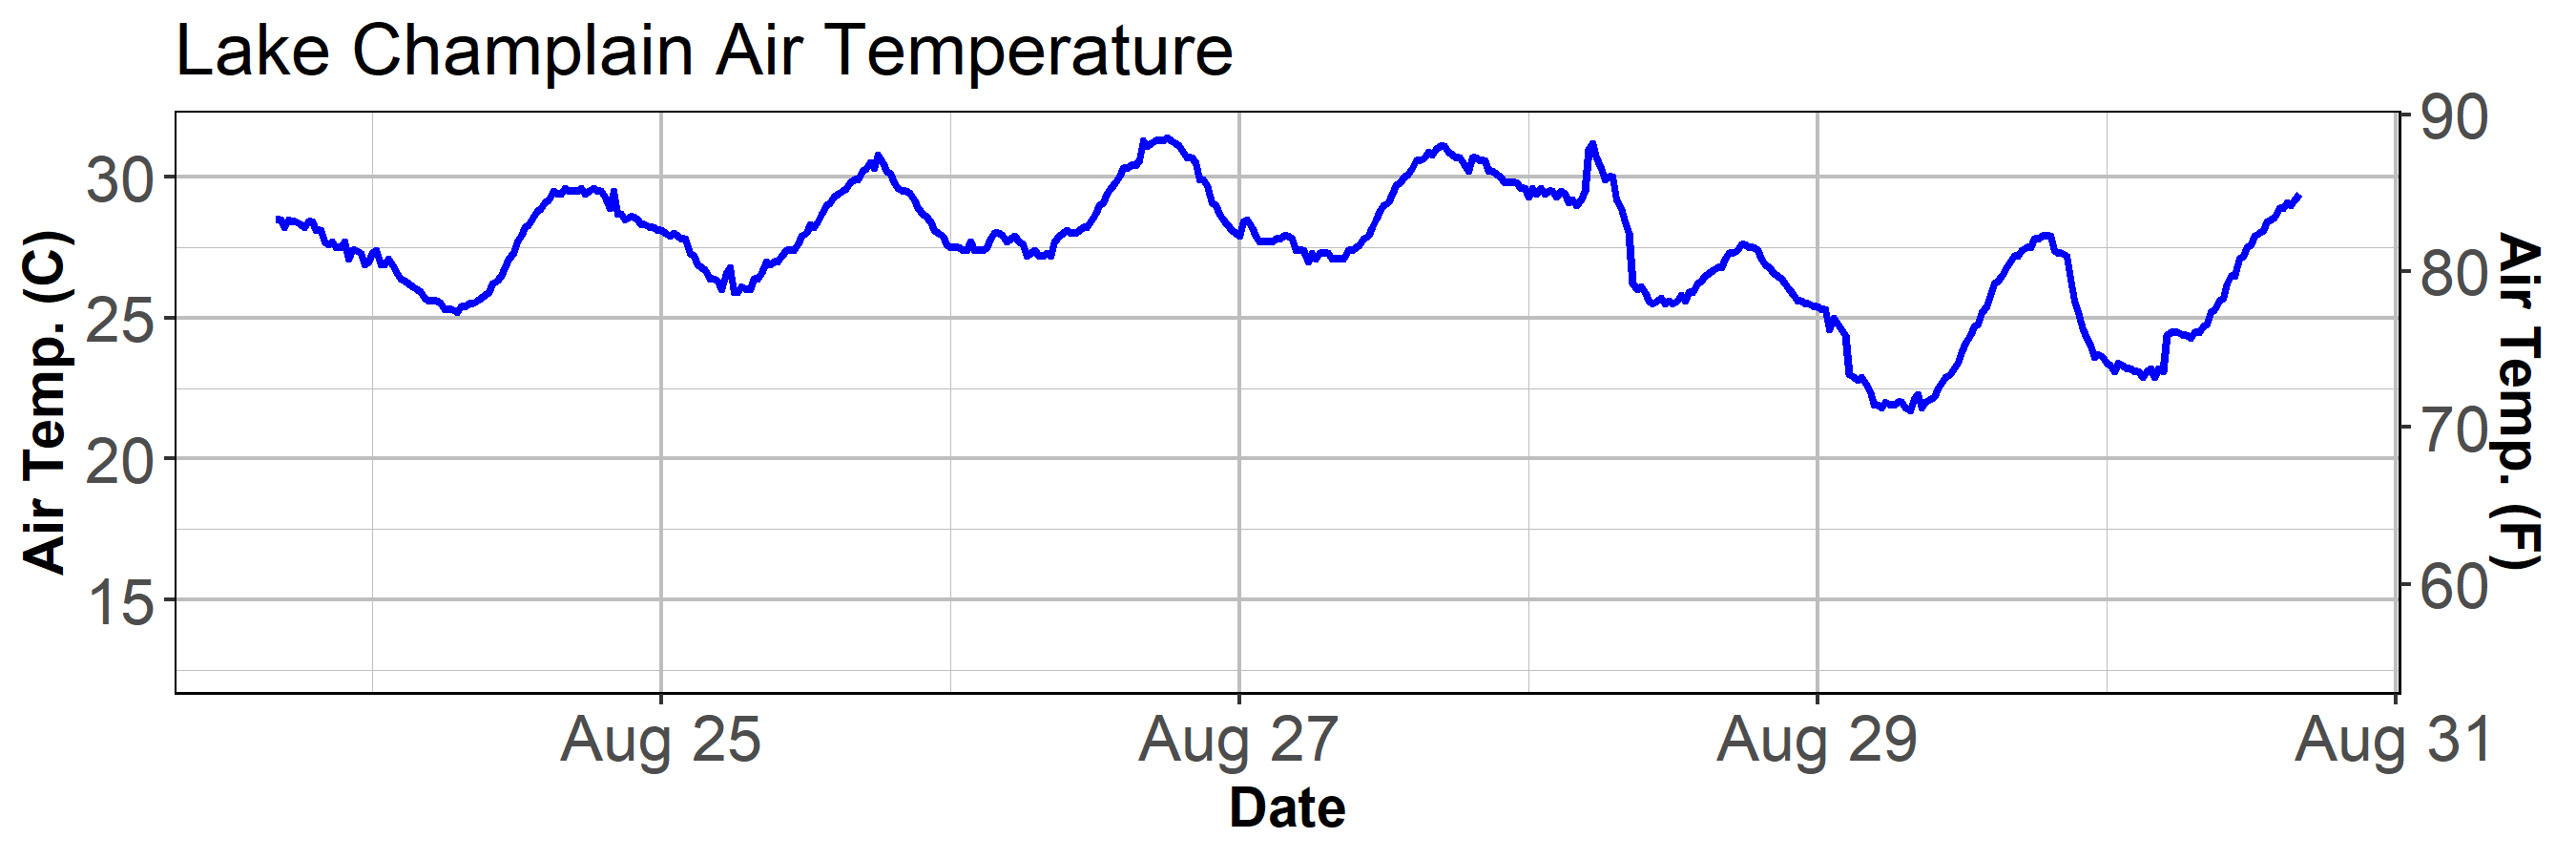 Lake Champlain Air Temperature
Air Temp. (C)
30
25
20
15
90
80
70
60
Air Temp. (F)
Aug 25
Aug 27
Aug 29
Aug 31
Date